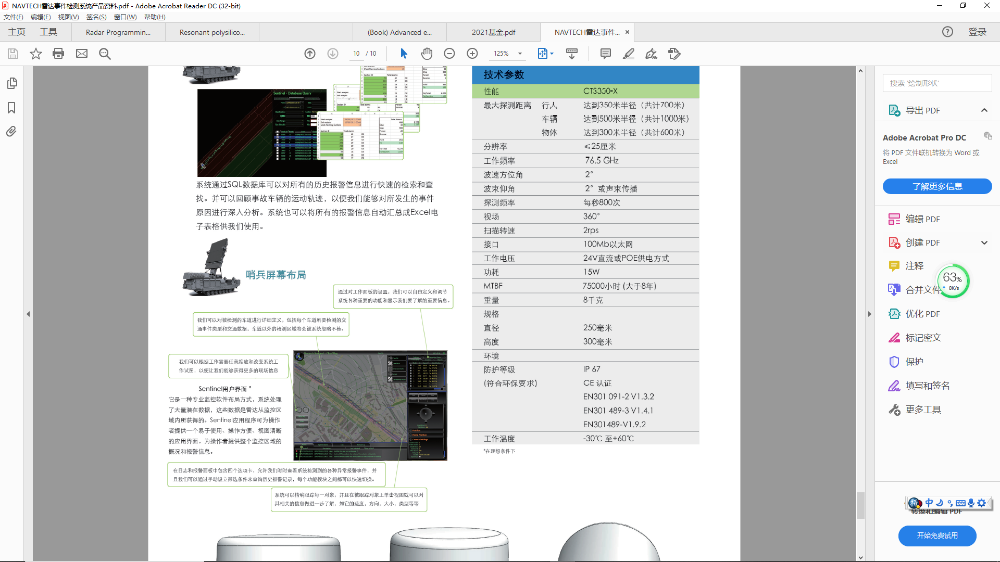 NAVTECH雷达事件检测系统产品资料.pdf - Adobe Acrobat Reader DC (32-bit)
文件(F) 编辑(E) 视图(V) 签名(S) 窗口(W) 帮助(H)
主页 工具 Radar Programmin... Resonant polysilico... (Book) Advanced e... 2021基金.pdf NAVTECH雷达事件... × 登录
10 / 10 125%
Sentinel - Database Query
系统通过SQL数据库可以对所有的历史报警信息进行快速的检索和查
找。并可以回顾事故车辆的运动轨迹，以便我们能够对所发生的事件
原因进行深入分析。系统也可以将所有的报警信息自动汇总成Excel电
子表格供我们使用。
哨兵屏幕布局
通过对工作面板的设置，我们可以自由定义和调节
系统各种重要的功能和显示我们要了解的重要信息。
我们可以对被检测的车道进行详细定义，包括每个车道所要检测的交
通事件类型和交通数据，车道以外的检测区域将会被系统忽略不检。
我们可以根据工作需要任意缩放和改变系统工
作试图，以便让我们能够获得更多的现场信息
Sentinel用户界面 ”
它是一种专业监控软件布局方式，系统处理
了大量潜在数据，这些数据是雷达从监控区
域内所获得的。Sentinel应用程序可为操作
者提供一个易于使用、操作方便、视图清晰
的应用界面。为操作者提供整个监控区域的
概况和报警信息。
在日志和报警面板中包含四个选项卡，允许我们时时查看系统检测到的各种异常报警事件，并
且我们可以通过手动设立筛选条件来查询历史报警记录，每个功能模块之间都可以快速切换。
系统可以精确跟踪每一对象，并且在被跟踪对象上单击视图就可以对
其相关的信息做进一步了解，如它的速度，方向，大小，类型等等
技术参数
性能 CTS350-X
最大探测距离 行人 达到350米半径（共计700米）
车辆 达到500米半径（共计1000米）
物体 达到300米半径（共计600米）
分辨率 ≤25厘米
工作频率 76.5 GHz
波速方位角 2°
波束仰角 2° 或声束传播
探测频率 每秒800次
视场 360°
扫描转速 2rps
接口 100Mb以太网
工作电压 24V直流或POE供电方式
功耗 15W
MTBF 75000小时 (大于8年)
重量 8千克
规格
直径 250毫米
高度 300毫米
环境
防护等级 IP 67
(符合环保要求) CE 认证
EN301 091-2 V1.3.2
EN301 489-3 V1.4.1
EN301489-V1.9.2
工作温度 -30℃ 至+60℃
*在理想条件下
搜索 '绘制形状'
导出 PDF
Adobe Acrobat Pro DC
将 PDF 文件联机转换为 Word 或
Excel
了解更多信息
编辑 PDF
创建 PDF
注释
合并文件
优化 PDF
标记密文
保护
填写和签名
更多工具
63%
0K/s
拼 中
转换和编辑 PDF
开始免费试用